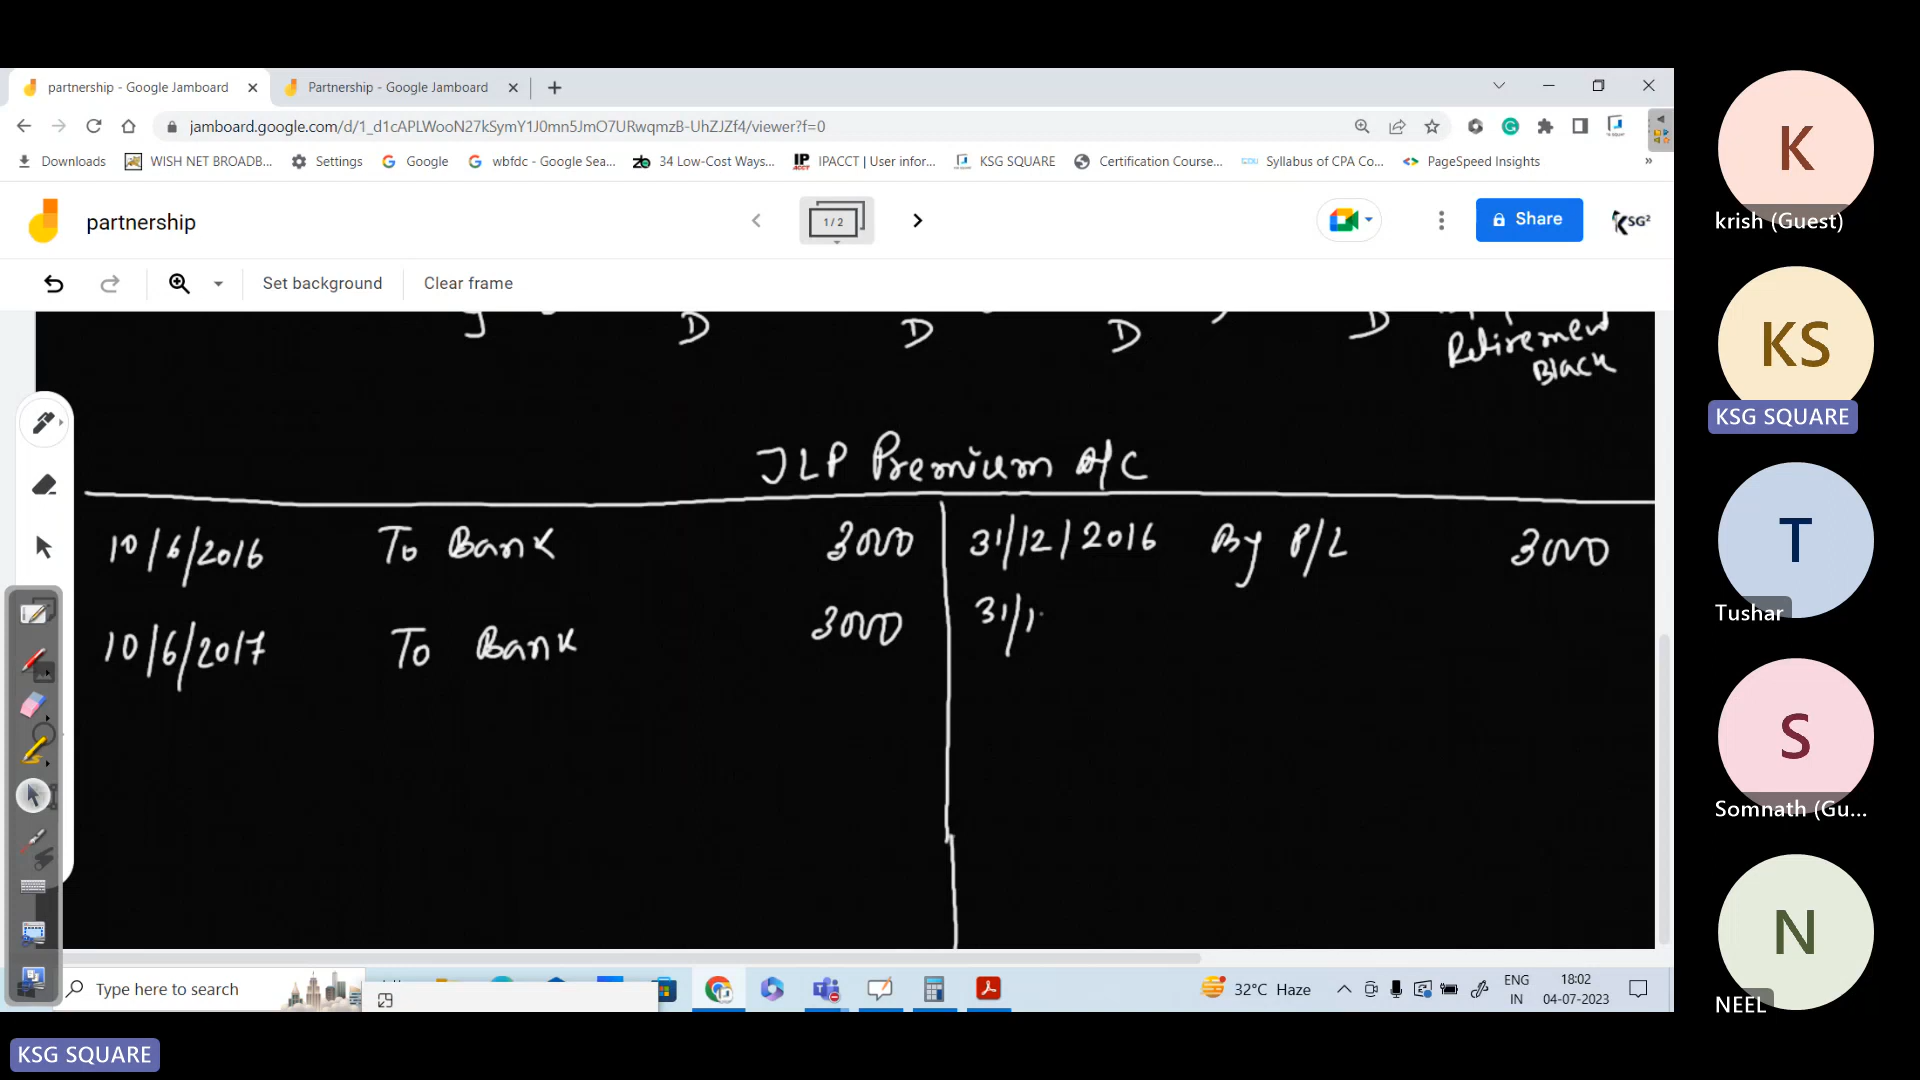 partnership - Google Jamboard
Partnership - Google Jamboard
jamboard.google.com/d/1_d1cAPLWooN27kSymY1J0mn5JmO7URwqmzB-UhZJZf4/viewer?f=0
Downloads
WISH NET BROADB...
Settings
Google
wbfdc - Google Sea...
34 Low-Cost Ways...
IPACCT | User infor...
KSG SQUARE
Certification Course...
Syllabus of CPA Co...
PageSpeed Insights
»
partnership
1 / 2
Share
KSG²
Set background
Clear frame
D D D D
Retirement
Black
JLP Premium A/C
10/6/2016 To Bank 3000 31/12/2016 By P/L 3000
10/6/2017 To Bank 3000 31/1
Type here to search
32°C Haze
ENG
IN
18:02
04-07-2023
K
krish (Guest)
KS
KSG SQUARE
T
Tushar
S
Somnath (Gu...
N
NEEL
KSG SQUARE